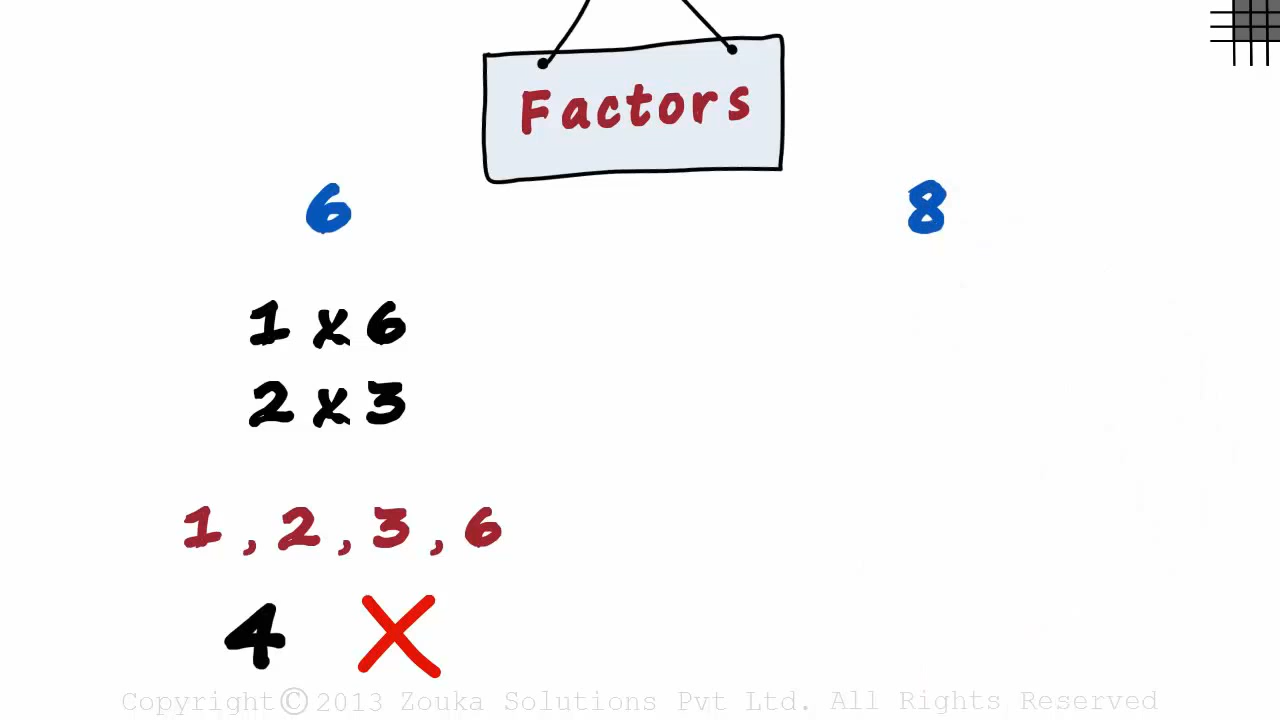 Factors
6
8
1 x 6
2 x 3
1 , 2 , 3 , 6
4 X
Copyright © 2013 Zouka Solutions Pvt Ltd. All Rights Reserved